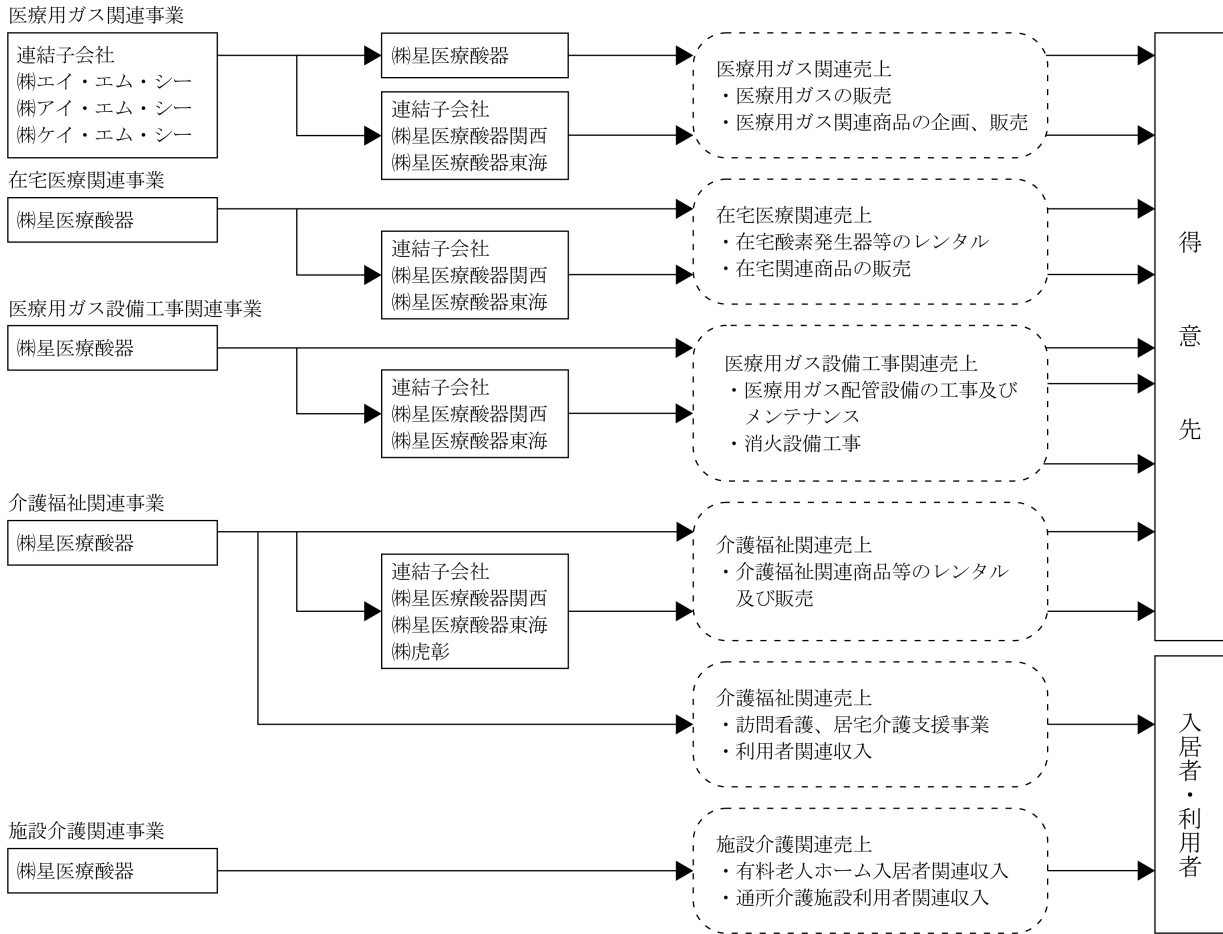 医療用ガス関連事業
連結子会社
㈱エイ・エム・シー
㈱アイ・エム・シー
㈱ケイ・エム・シー
㈱星医療酸器
連結子会社
㈱星医療酸器関西
㈱星医療酸器東海
医療用ガス関連売上
・医療用ガスの販売
・医療用ガス関連商品の企画、販売
在宅医療関連事業
㈱星医療酸器
連結子会社
㈱星医療酸器関西
㈱星医療酸器東海
在宅医療関連売上
・在宅酸素発生器等のレンタル
・在宅関連商品の販売
医療用ガス設備工事関連事業
㈱星医療酸器
連結子会社
㈱星医療酸器関西
㈱星医療酸器東海
医療用ガス設備工事関連売上
・医療用ガス配管設備の工事及び
メンテナンス
・消火設備工事
得意先
介護福祉関連事業
㈱星医療酸器
連結子会社
㈱星医療酸器関西
㈱星医療酸器東海
㈱虎彰
介護福祉関連売上
・介護福祉関連商品等のレンタル
及び販売
介護福祉関連売上
・訪問看護、居宅介護支援事業
・利用者関連収入
施設介護関連事業
㈱星医療酸器
施設介護関連売上
・有料老人ホーム入居者関連収入
・通所介護施設利用者関連収入
入居者・利用者